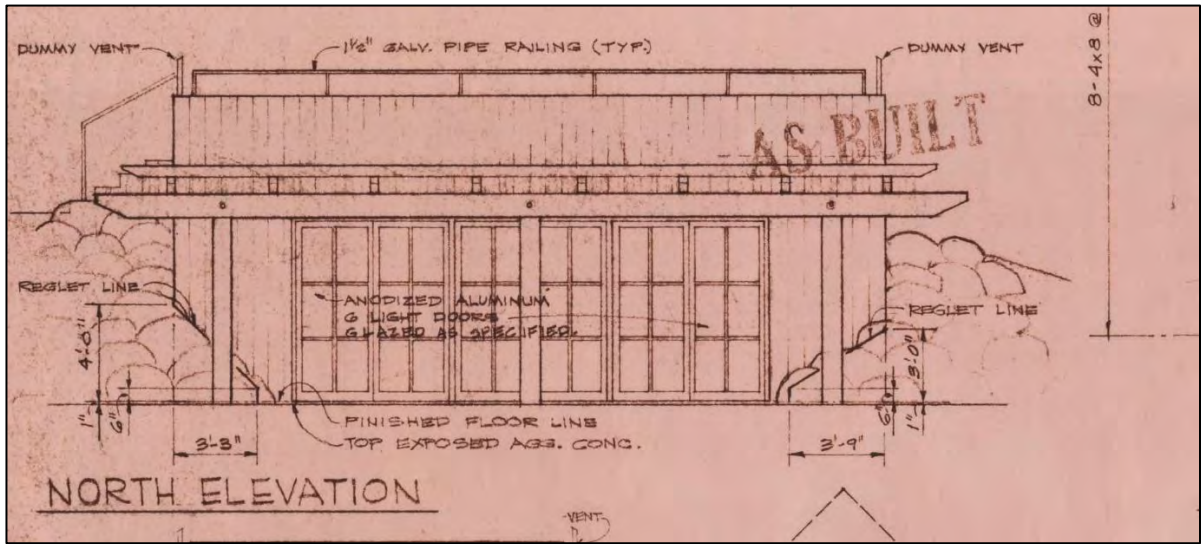 DUMMY VENT
1½" GALV. PIPE RAILING (TYP.)
DUMMY VENT
8-4x8 @
AS BUILT
REGLET LINE
ANODIZED ALUMINUM
6 LIGHT DOORS
GLAZED AS SPECIFIED.
REGLET LINE
4'-0"
3'-0"
1"
6"
6"
1"
FINISHED FLOOR LINE
TOP EXPOSED AGG. CONC.
3'-3"
3'-9"
NORTH ELEVATION
VENT